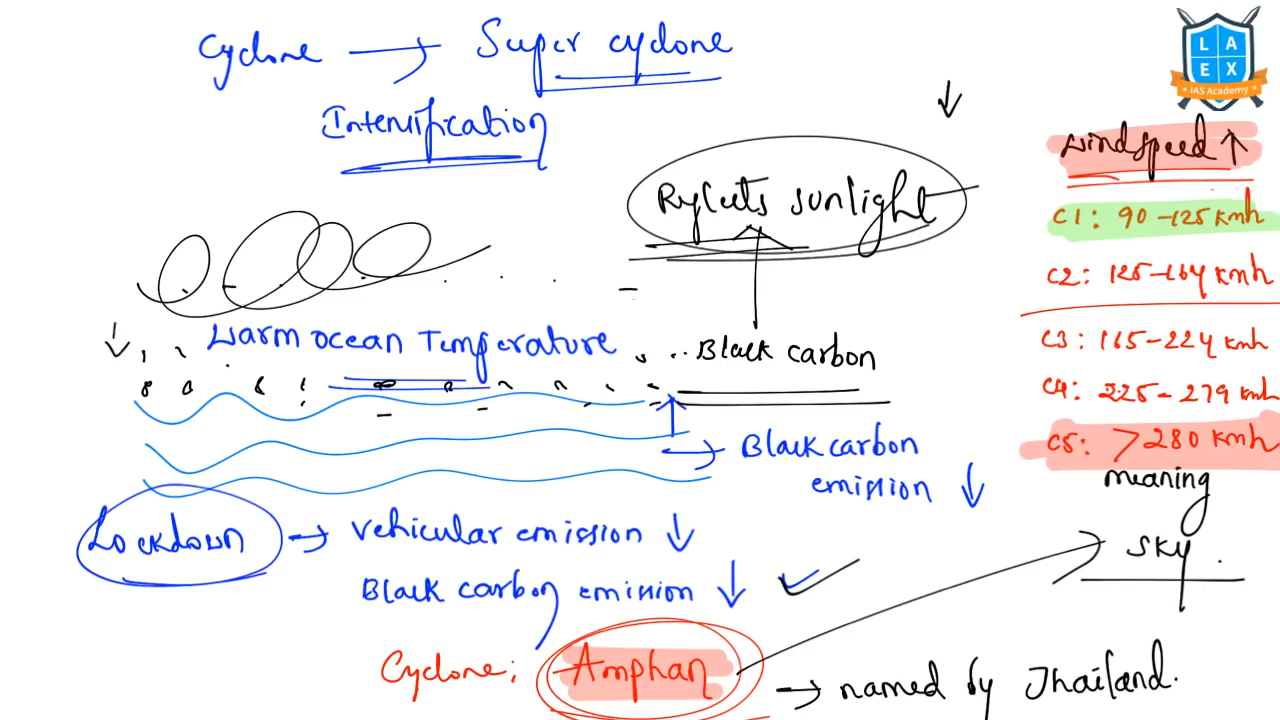 Cyclone → Super cyclone
Intensification
LAEX
IAS Academy
windspeed ↑
C1: 90-125 kmh
C2: 125-164 kmh
C3: 165-224 kmh
C4: 225-279 kmh
C5: >280 kmh
Reflects sunlight
↓ Warm ocean Temperature
Black carbon
→ Black carbon
emission ↓
Lockdown → vehicular emission ↓
Black carbon emission ↓ ✓
meaning
Sky.
Cyclone: Amphan
→ named by Thailand.